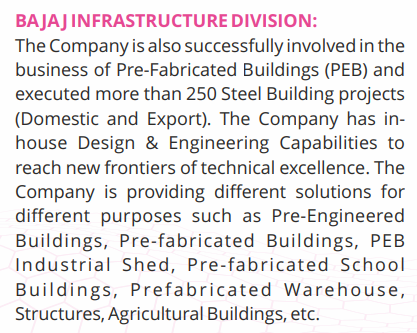 BAJAJ INFRASTRUCTURE DIVISION:
The Company is also successfully involved in the
business of Pre-Fabricated Buildings (PEB) and
executed more than 250 Steel Building projects
(Domestic and Export). The Company has in-
house Design & Engineering Capabilities to
reach new frontiers of technical excellence. The
Company is providing different solutions for
different purposes such as Pre-Engineered
Buildings, Pre-fabricated Buildings, PEB
Industrial Shed, Pre-fabricated School
Buildings, Prefabricated Warehouse,
Structures, Agricultural Buildings, etc.